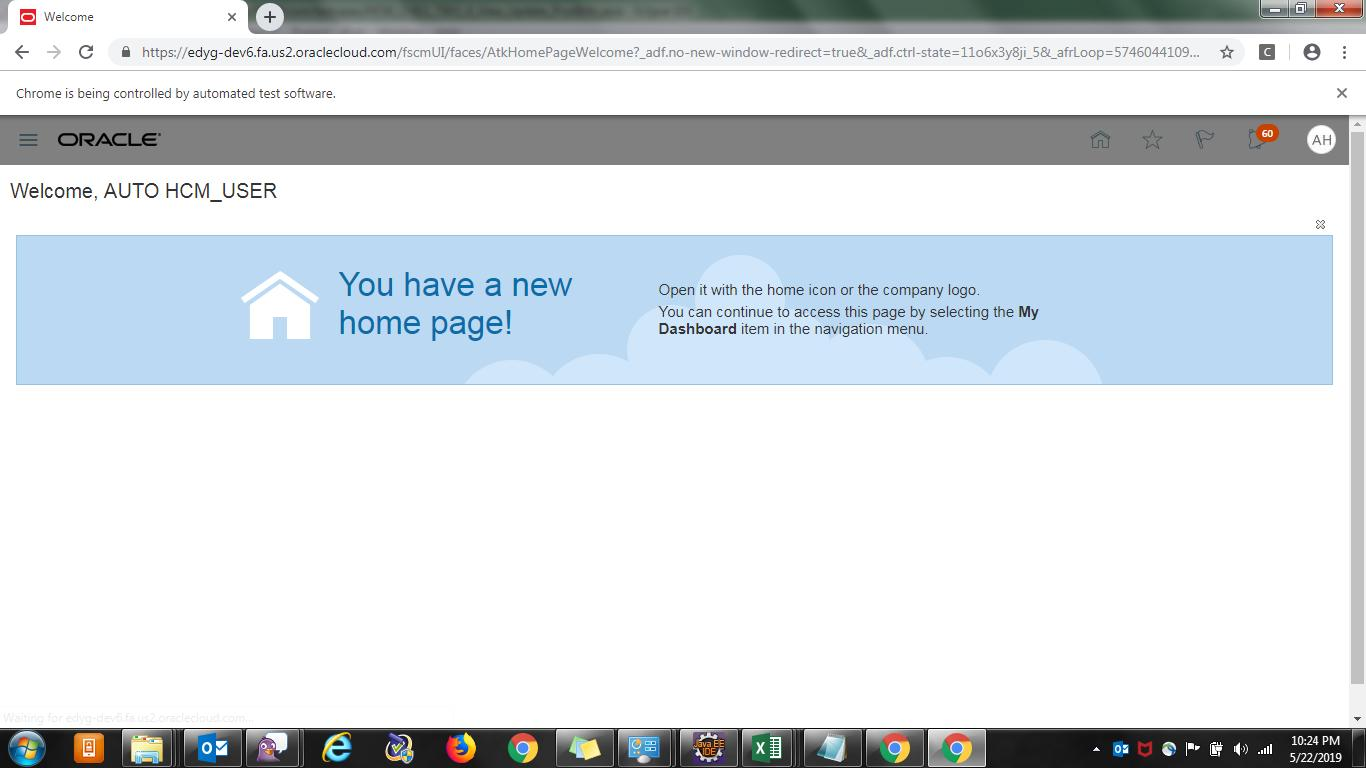 Welcome
https://edyg-dev6.fa.us2.oraclecloud.com/fscmUI/faces/AtkHomePageWelcome?_adf.no-new-window-redirect=true&_adf.ctrl-state=11o6x3y8ji_5&_afrLoop=5746044109...
C
Chrome is being controlled by automated test software.
ORACLE
60
AH
Welcome, AUTO HCM_USER
You have a new
home page!
Open it with the home icon or the company logo.
You can continue to access this page by selecting the My
Dashboard item in the navigation menu.
Waiting for edyg-dev6.fa.us2.oraclecloud.com...
Java EE
IDE
10:24 PM
5/22/2019